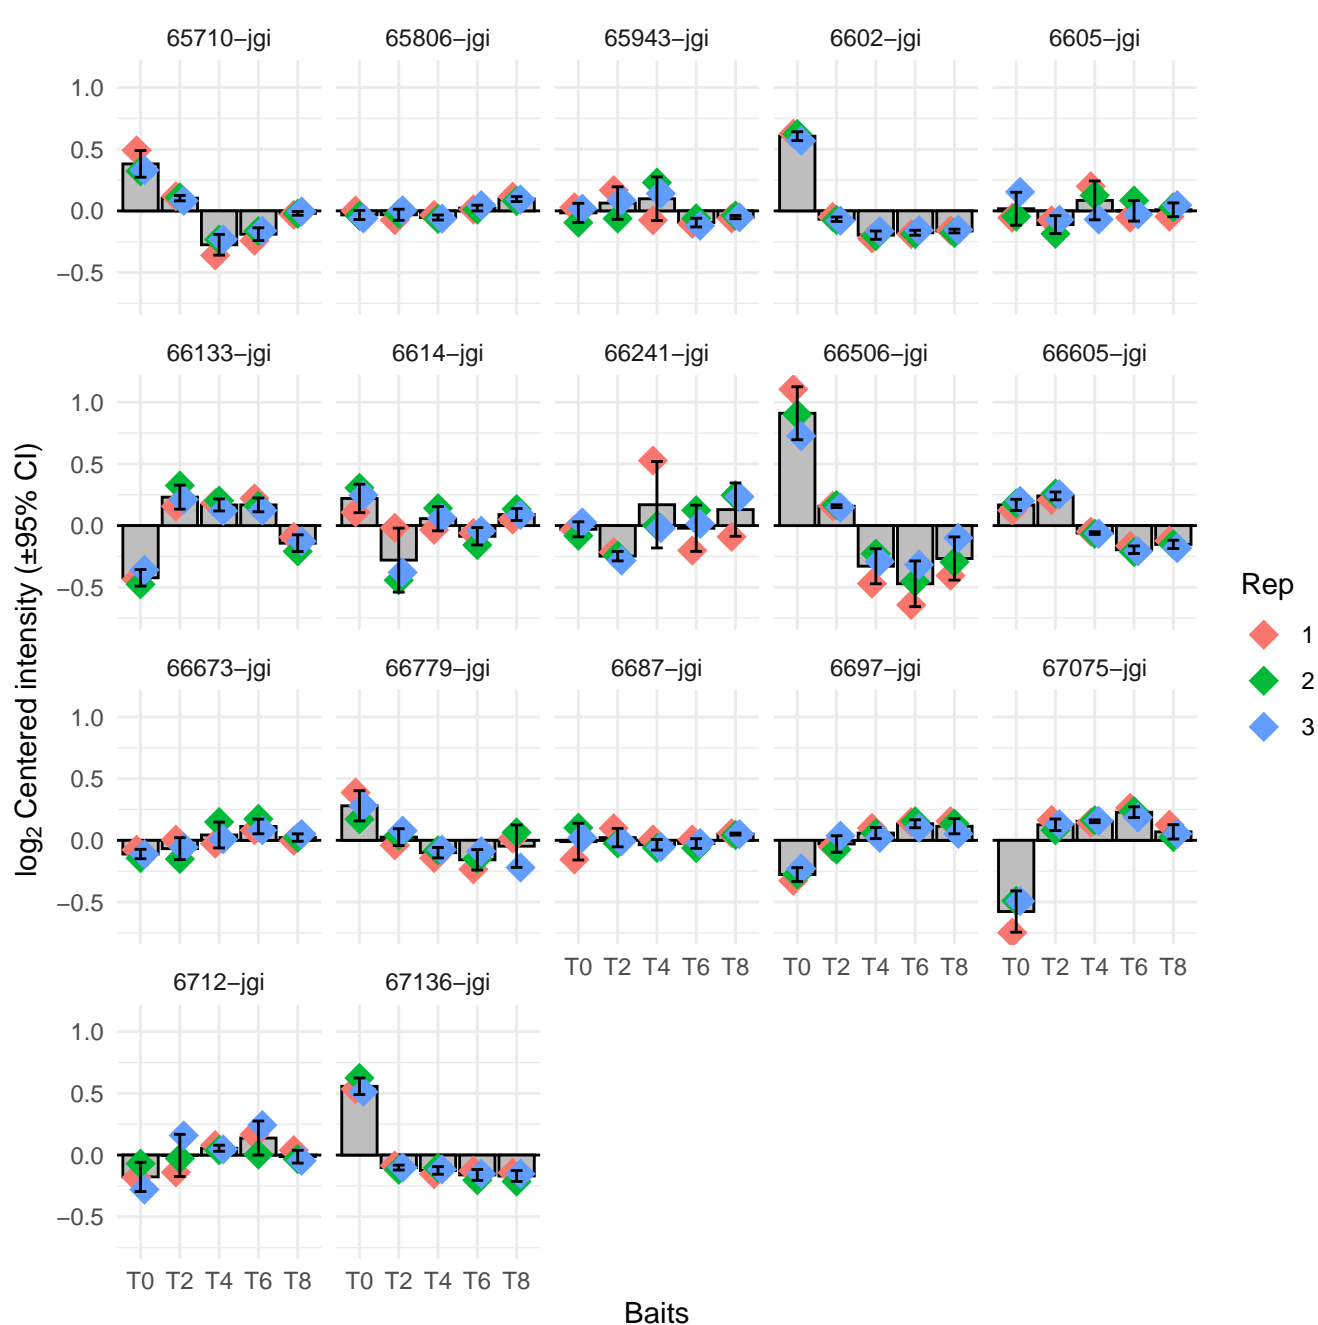 65710−jgi 65806−jgi 65943−jgi 6602−jgi 6605−jgi
1.0
0.5
0.0
−0.5
66133−jgi 6614−jgi 66241−jgi 66506−jgi 66605−jgi
1.0
0.5
0.0
−0.5
66673−jgi 66779−jgi 6687−jgi 6697−jgi 67075−jgi
1.0
0.5
0.0
−0.5
T0 T2 T4 T6 T8 T0 T2 T4 T6 T8 T0 T2 T4 T6 T8
6712−jgi 67136−jgi
1.0
0.5
0.0
−0.5
T0 T2 T4 T6 T8 T0 T2 T4 T6 T8
Baits
log2 Centered intensity (±95% CI)
Rep
1
2
3